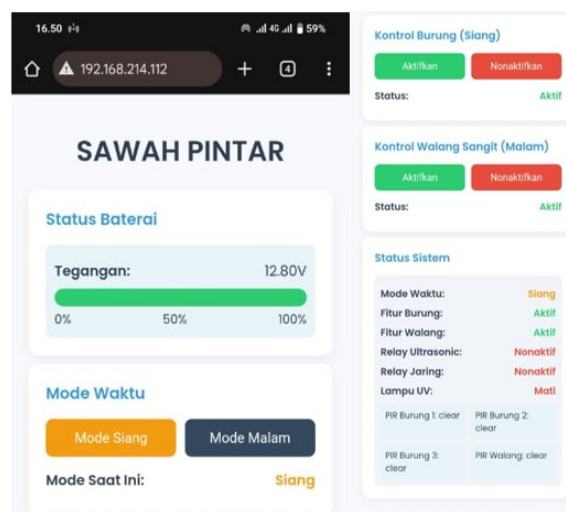 16.50
4G 59%
192.168.214.112
4
SAWAH PINTAR
Status Baterai
Tegangan: 12.80V
0% 50% 100%
Mode Waktu
Mode Siang Mode Malam
Mode Saat Ini: Siang
Kontrol Burung (Siang)
Aktifkan Nonaktifkan
Status: Aktif
Kontrol Walang Sangit (Malam)
Aktifkan Nonaktifkan
Status: Aktif
Status Sistem
Mode Waktu: Siang
Fitur Burung: Aktif
Fitur Walang: Aktif
Relay Ultrasonic: Nonaktif
Relay Jaring: Nonaktif
Lampu UV: Mati
PIR Burung 1: clear PIR Burung 2:
clear
PIR Burung 3: PIR Walang: clear
clear